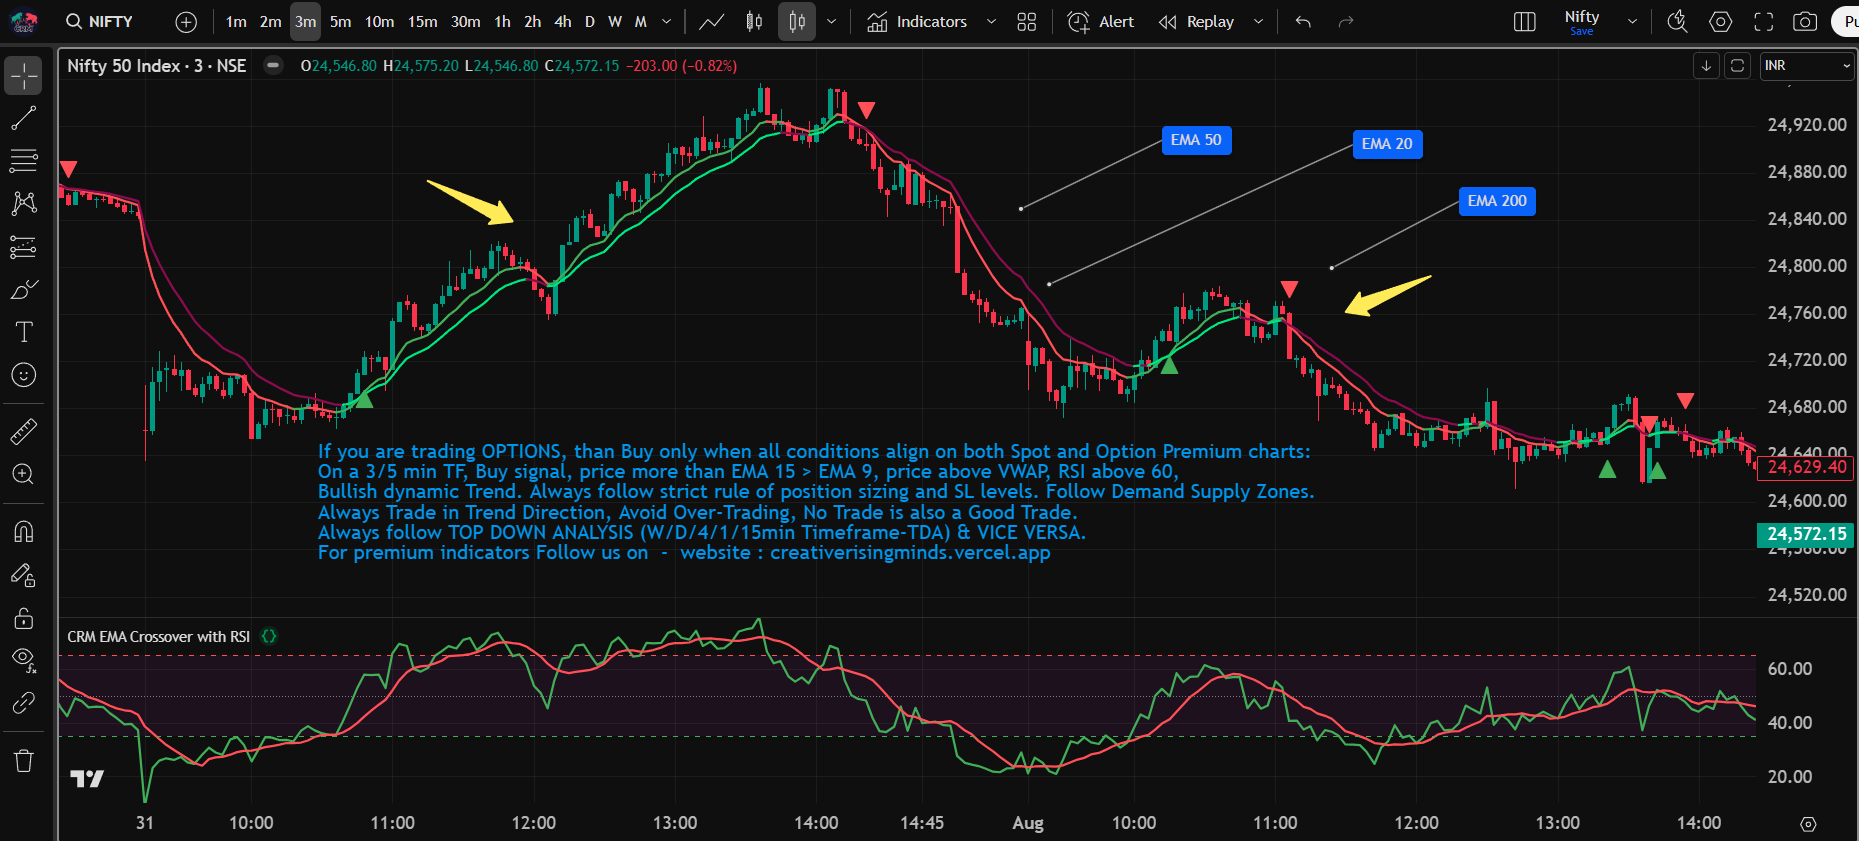 NIFTY 1m 2m 3m 5m 10m 15m 30m 1h 2h 4h D W M Indicators Alert Replay Nifty
Save
Nifty 50 Index · 3 · NSE O24,546.80 H24,575.20 L24,546.80 C24,572.15 −203.00 (−0.82%)
INR
EMA 50
EMA 20
EMA 200
24,920.00
24,880.00
24,840.00
24,800.00
24,760.00
24,720.00
24,680.00
24,640.00
24,629.40
24,600.00
24,572.15
24,560.00
24,520.00
If you are trading OPTIONS, than Buy only when all conditions align on both Spot and Option Premium charts:
On a 3/5 min TF, Buy signal, price more than EMA 15 > EMA 9, price above VWAP, RSI above 60,
Bullish dynamic Trend. Always follow strict rule of position sizing and SL levels. Follow Demand Supply Zones.
Always Trade in Trend Direction, Avoid Over-Trading, No Trade is also a Good Trade.
Always follow TOP DOWN ANALYSIS (W/D/4/1/15min Timeframe-TDA) & VICE VERSA.
For premium indicators Follow us on - website : creativerisingminds.vercel.app
CRM EMA Crossover with RSI {}
60.00
40.00
20.00
31 10:00 11:00 12:00 13:00 14:00 14:45 Aug 10:00 11:00 12:00 13:00 14:00